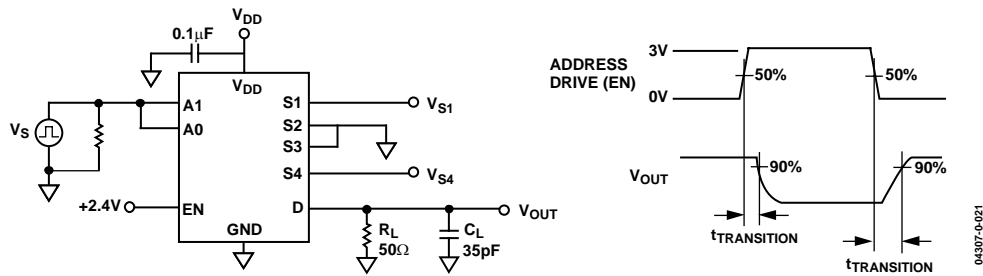 V_DD
0.1μF
V_DD
A1
A0
V_S
S1
V_S1
S2
S3
S4
V_S4
+2.4V
EN
D
V_OUT
GND
R_L
50Ω
C_L
35pF
ADDRESS
DRIVE (EN)
3V
0V
50%
50%
V_OUT
90%
90%
t_TRANSITION
t_TRANSITION
04307-0-021